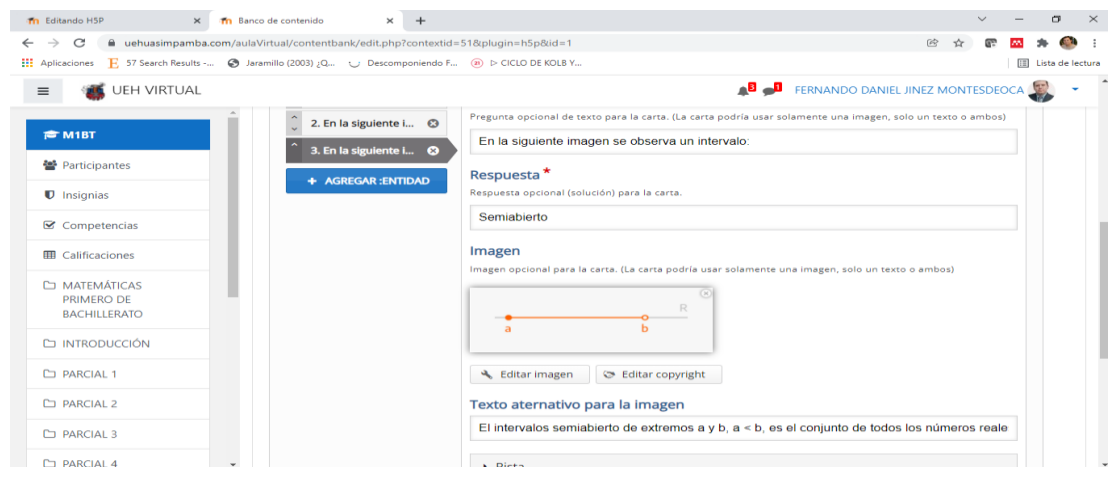 Editando H5P
Banco de contenido
uehuasimpamba.com/aulaVirtual/contentbank/edit.php?contextid=51&plugin=h5p&id=1
Aplicaciones
57 Search Results -...
Jaramillo (2003) ¿Q...
Descomponiendo F...
▷ CICLO DE KOLB Y...
Lista de lectura
UEH VIRTUAL
3
1
FERNANDO DANIEL JINEZ MONTESDEOCA
M1BT
Participantes
Insignias
Competencias
Calificaciones
MATEMÁTICAS
PRIMERO DE
BACHILLERATO
INTRODUCCIÓN
PARCIAL 1
PARCIAL 2
PARCIAL 3
PARCIAL 4
2. En la siguiente i...
3. En la siguiente i...
+ AGREGAR :ENTIDAD
Pregunta opcional de texto para la carta. (La carta podría usar solamente una imagen, solo un texto o ambos)
En la siguiente imagen se observa un intervalo:
Respuesta *
Respuesta opcional (solución) para la carta.
Semiabierto
Imagen
Imagen opcional para la carta. (La carta podría usar solamente una imagen, solo un texto o ambos)
R
a b
Editar imagen
Editar copyright
Texto aternativo para la imagen
El intervalos semiabierto de extremos a y b, a < b, es el conjunto de todos los números reale
Pista